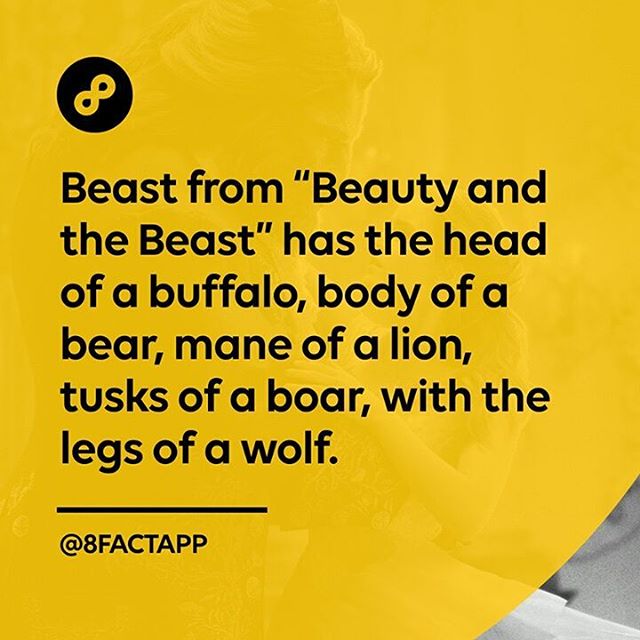 Beast from “Beauty and
the Beast” has the head
of a buffalo, body of a
bear, mane of a lion,
tusks of a boar, with the
legs of a wolf.
@8FACTAPP